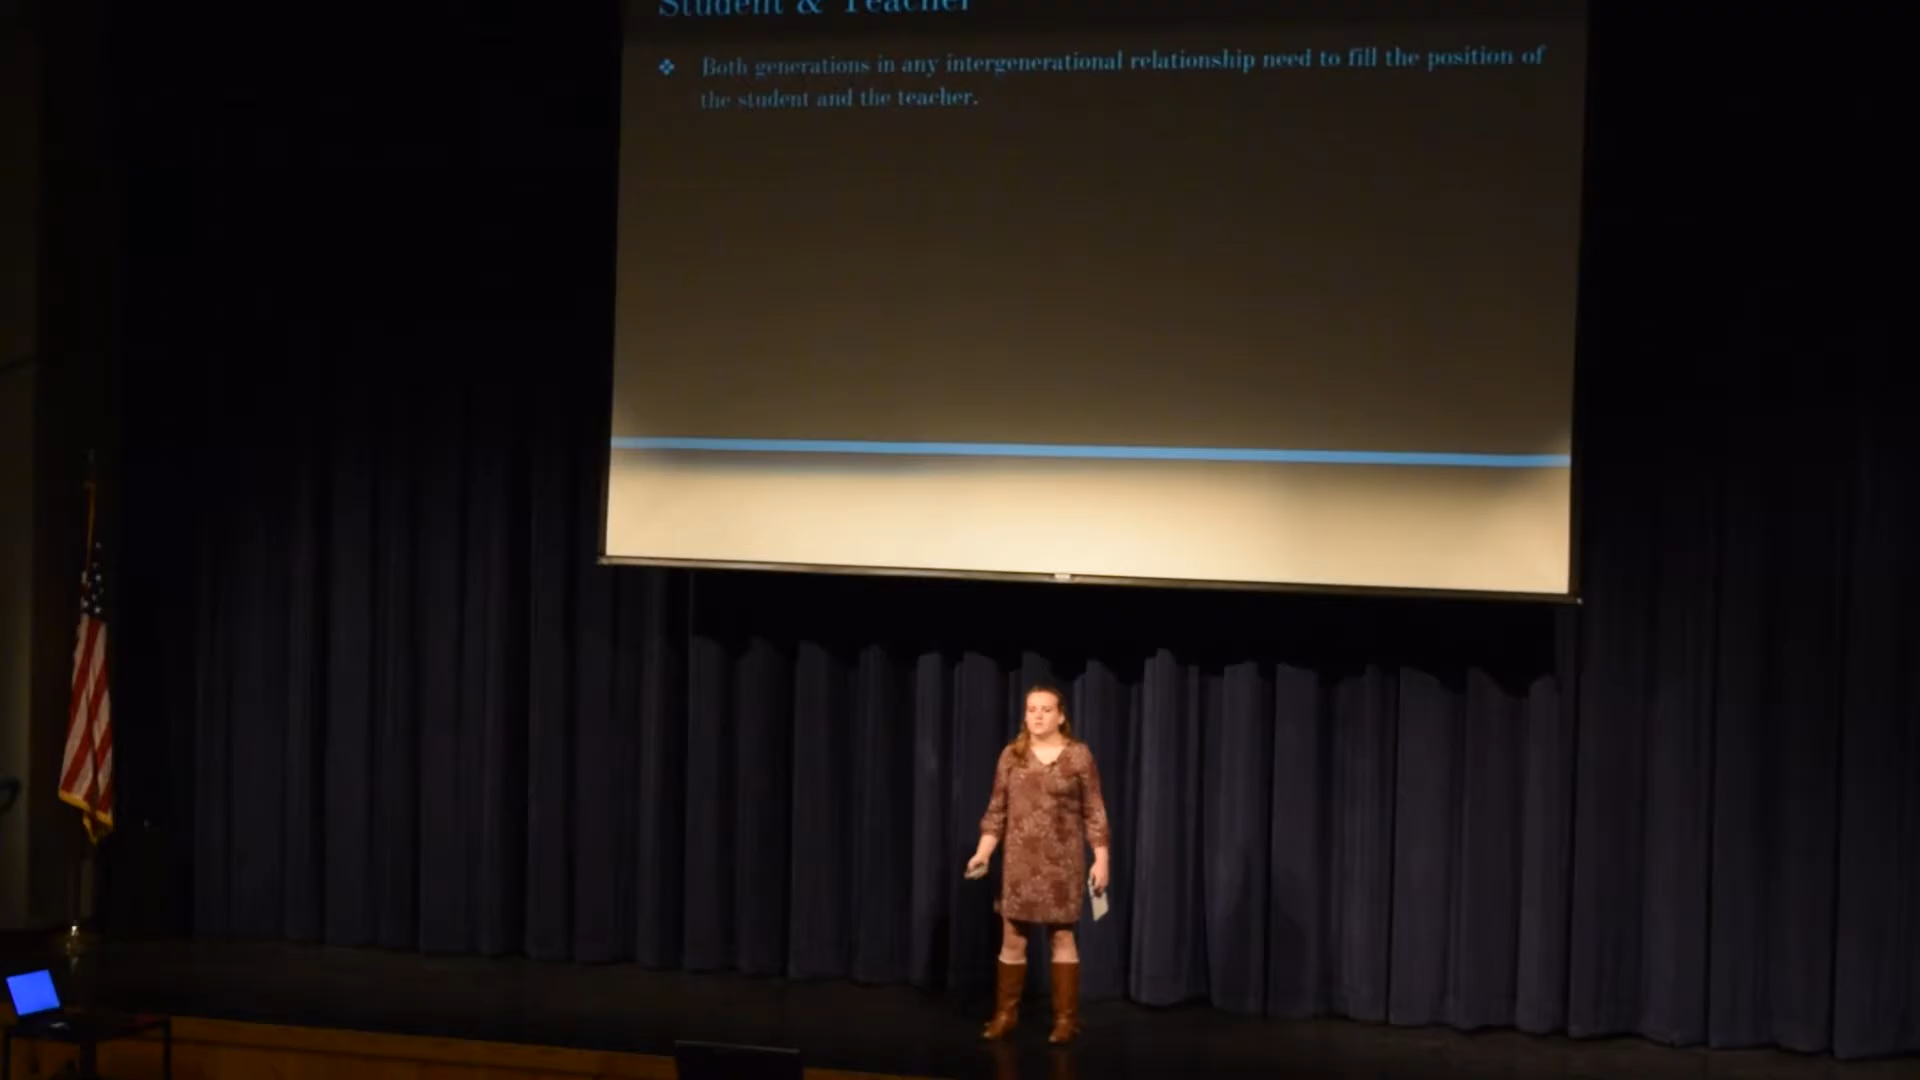 Student & Teacher
❖ Both generations in any intergenerational relationship need to fill the position of
the student and the teacher.